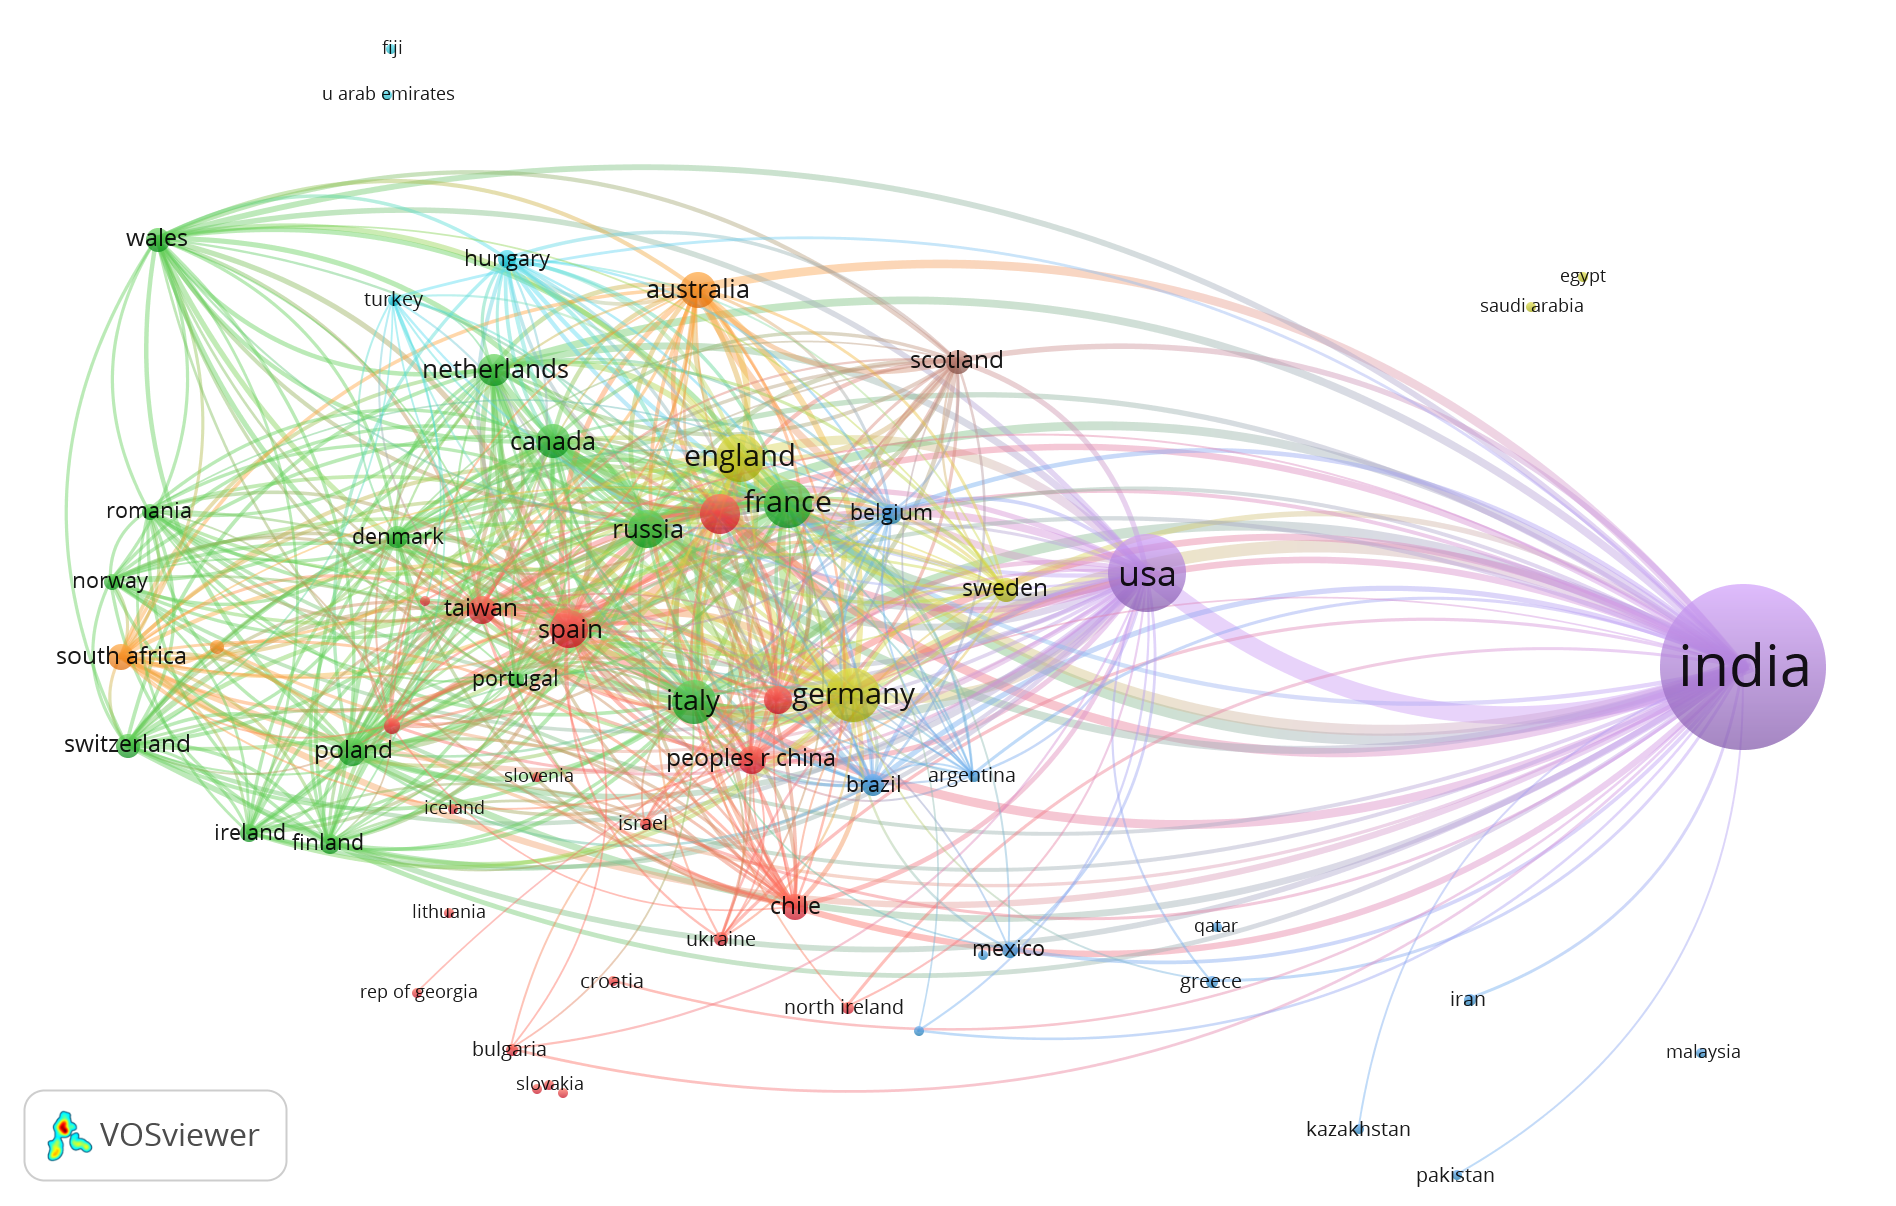 fiji
u arab emirates
wales
hungary
egypt
australia
turkey
saudi arabia
scotland
netherlands
canada
england
france
romania
belgium
russia
denmark
usa
norway
sweden
taiwan
spain
south africa
india
portugal
germany
italy
switzerland
poland
peoples r china
slovenia
argentina
brazil
iceland
israel
ireland
finland
chile
lithuania
qatar
ukraine
mexico
croatia
greece
rep of georgia
iran
north ireland
bulgaria
malaysia
slovakia
kazakhstan
VOSviewer
pakistan